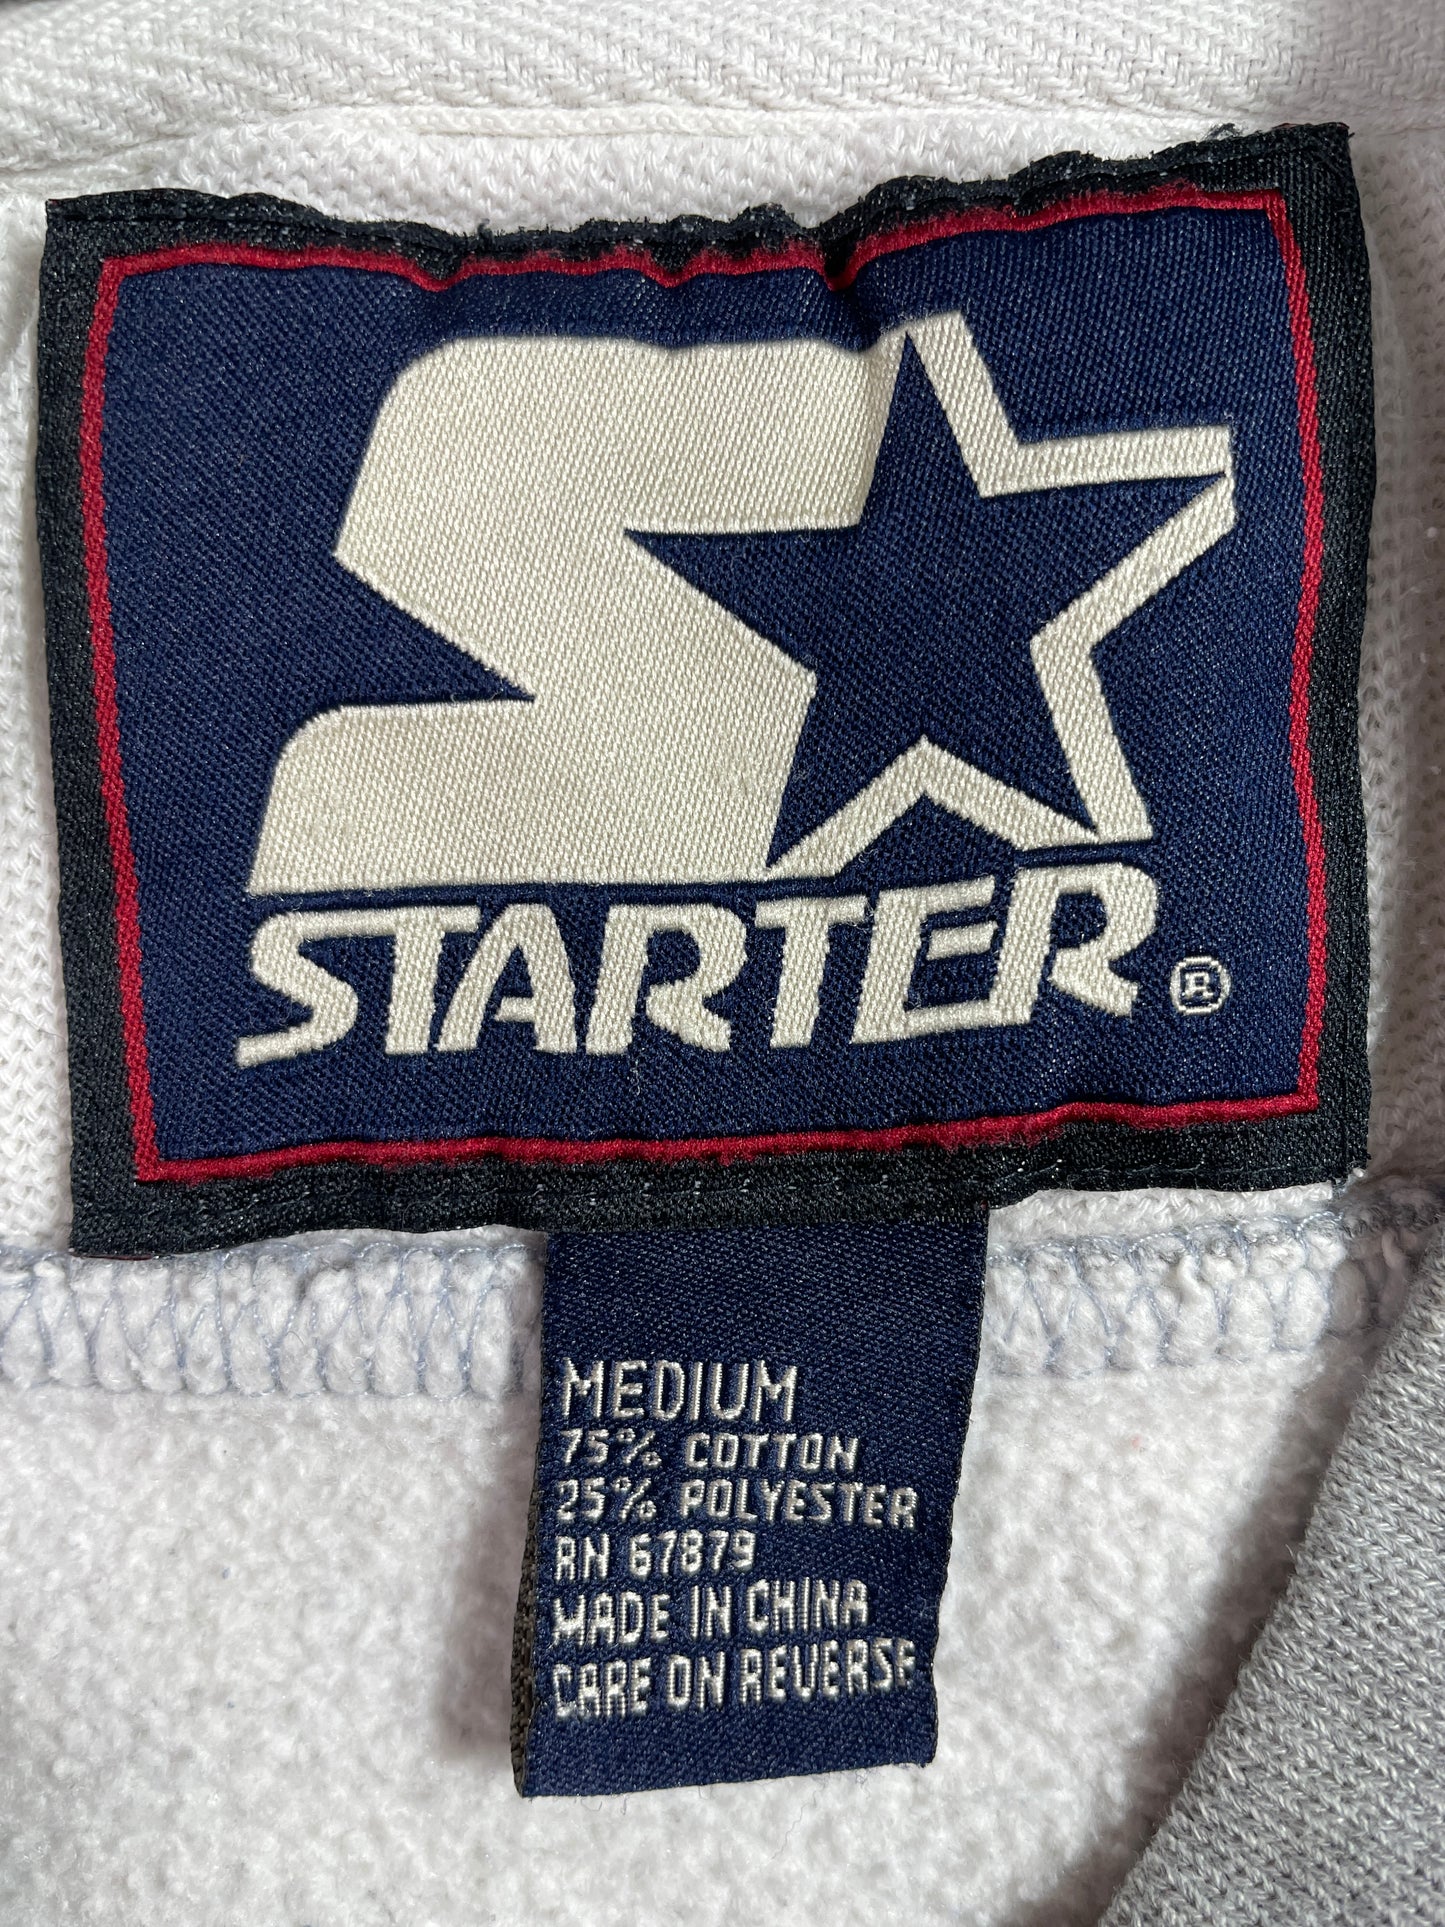 STARTER®
MEDIUM
75% COTTON
25% POLYESTER
RN 67879
MADE IN CHINA
CARE ON REVERSE